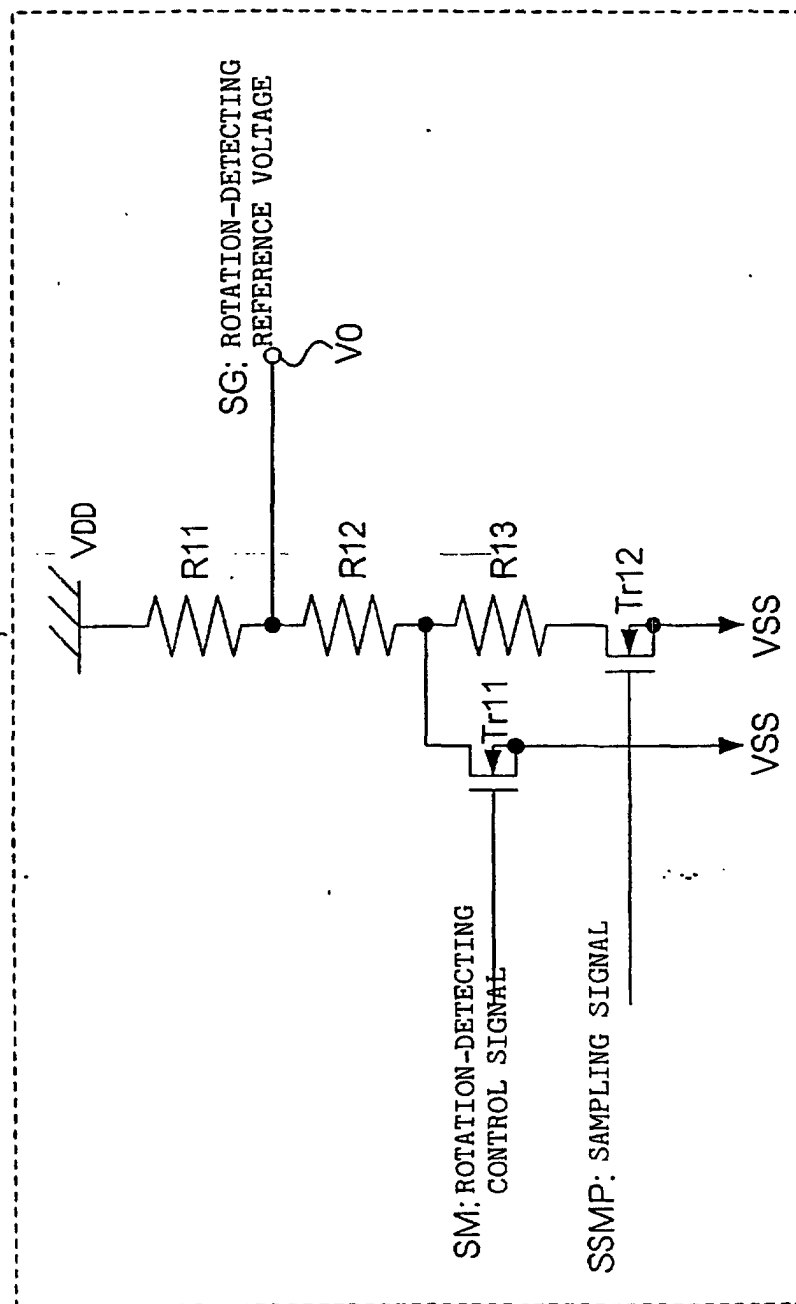 VDD
R11
SG: ROTATION-DETECTING
REFERENCE VOLTAGE
VO
R12
R13
Tr11
Tr12
VSS
VSS
SM: ROTATION-DETECTING
CONTROL SIGNAL
SSMP: SAMPLING SIGNAL